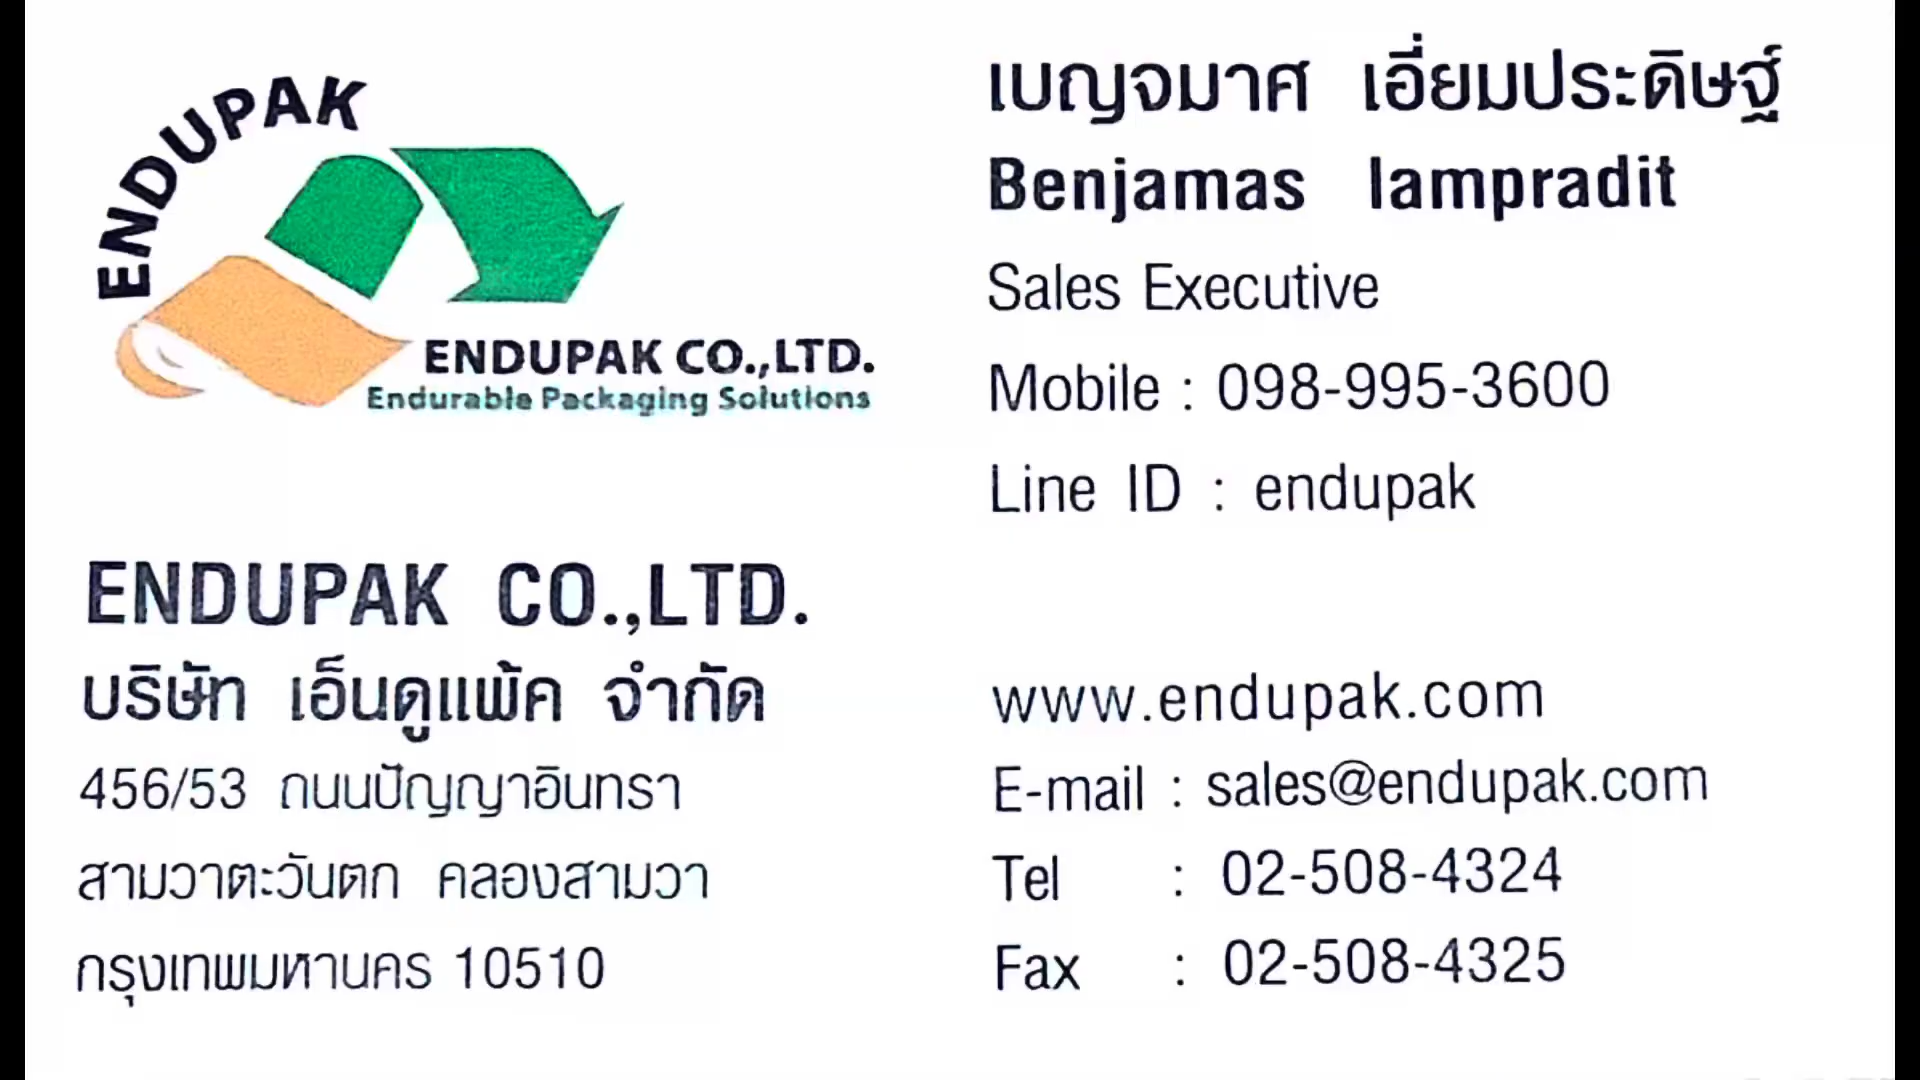 ENDUPAK
ENDUPAK CO.,LTD.
Endurable Packaging Solutions
เบญจมาศ เอี่ยมประดิษฐ์
Benjamas Iampradit
Sales Executive
Mobile : 098-995-3600
Line ID : endupak
ENDUPAK CO.,LTD.
บริษัท เอ็นดูแพ้ค จำกัด
456/53 ถนนปัญญาอินทรา
สามวาตะวันตก คลองสามวา
กรุงเทพมหานคร 10510
www.endupak.com
E-mail : sales@endupak.com
Tel : 02-508-4324
Fax : 02-508-4325